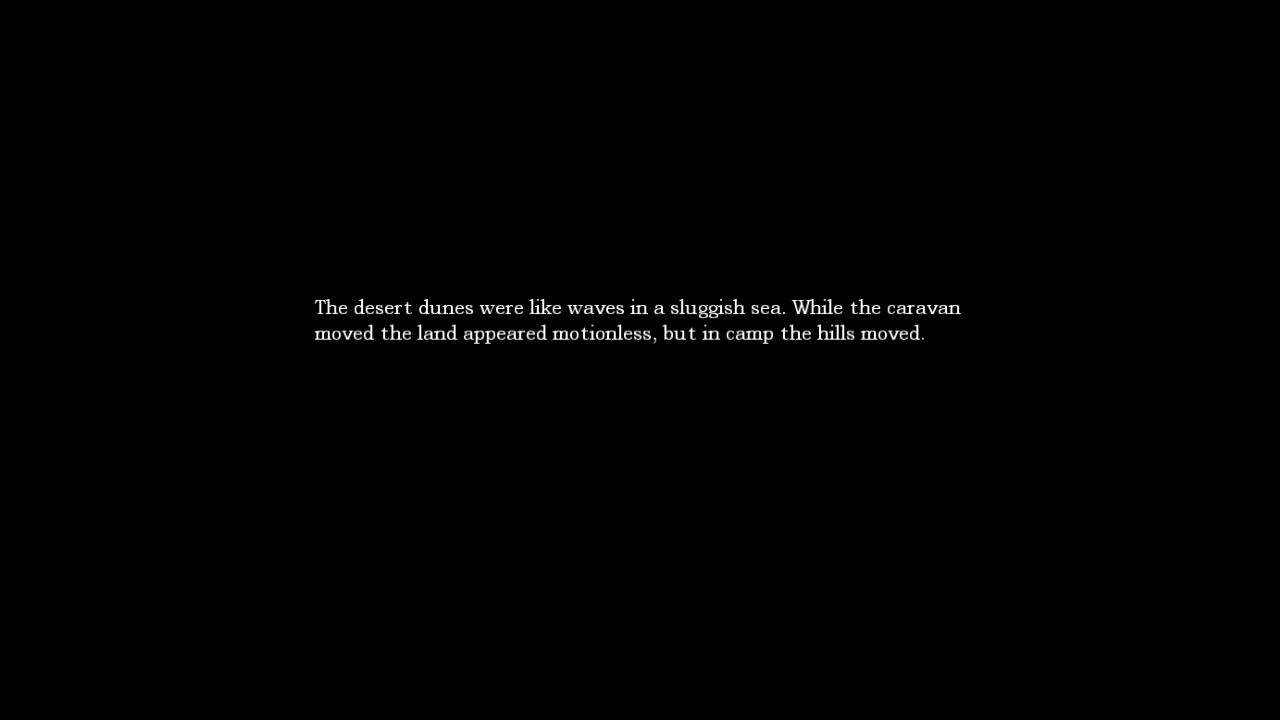 The desert dunes were like waves in a sluggish sea. While the caravan
moved the land appeared motionless, but in camp the hills moved.